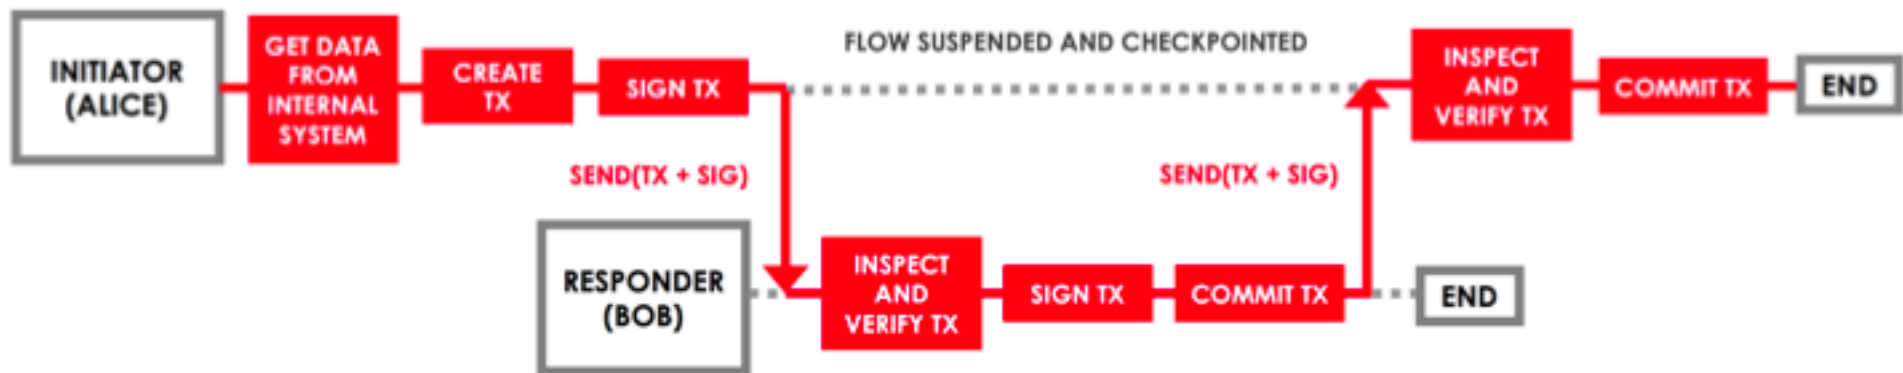 INITIATOR
(ALICE)
GET DATA
FROM
INTERNAL
SYSTEM
CREATE
TX
SIGN TX
FLOW SUSPENDED AND CHECKPOINTED
INSPECT
AND
VERIFY TX
COMMIT TX
END
SEND(TX + SIG)
SEND(TX + SIG)
RESPONDER
(BOB)
INSPECT
AND
VERIFY TX
SIGN TX
COMMIT TX
END